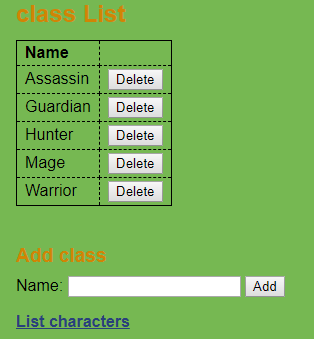 class List
Name
Assassin Delete
Guardian Delete
Hunter Delete
Mage Delete
Warrior Delete
Add class
Name: Add
List characters